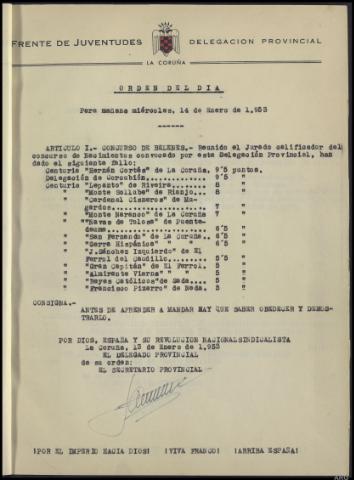 FRENTE DE JUVENTUDES DELEGACION PROVINCIAL
LA CORUÑA
ORDEN DEL DIA
Para mañana miércoles, 14 de Enero de 1.953
ARTICULO I.- CONCURSO DE BELENES.- Reunido el Jurado calificador del
concurso de Nacimientos convocado por esta Delegación Provincial, han
dado el siguiente fallo:
Centuria "Hernán Cortés" de La Coruña, 9'5 puntos.
Delegación de Corcubión............... 9'5 "
Centuria "Lepanto" de Riveira......... 8 "
" "Monte Sollube" de Rianjo... 8 "
" "Cardenal Cisneros" de Mu-
gardos...................... 7 "
" "Monte Naranco" de La Coruña 7 "
" "Navas de Tolosa" de Puente-
deume....................... 6'5 "
" "San Fernando" de La Coruña. 6'5 "
" "Serra Hispánico" " " 6'5 "
" "J.Sánchez Izquierdo" de El
Ferrol del Caudillo......... 5'5 "
" "Gran Capitán" de El Ferrol. 5 "
" "Almirante Vierna" " " 5 "
" "Reyes Católicos"de Sada.... 5 "
" "Francisco Pizarro" de Neda. 5 "
CONSIGNA.-
ANTES DE APRENDER A MANDAR HAY QUE SABER OBEDECER Y DEMOS-
TRARLO.
POR DIOS, ESPAÑA Y SU REVOLUCION NACIONALSINDICALISTA
La Coruña, 13 de Enero de 1.953
EL DELEGADO PROVINCIAL
de su orden:
EL SECRETARIO PROVINCIAL
¡POR EL IMPERIO HACIA DIOS! ¡VIVA FRANCO! ¡ARRIBA ESPAÑA!